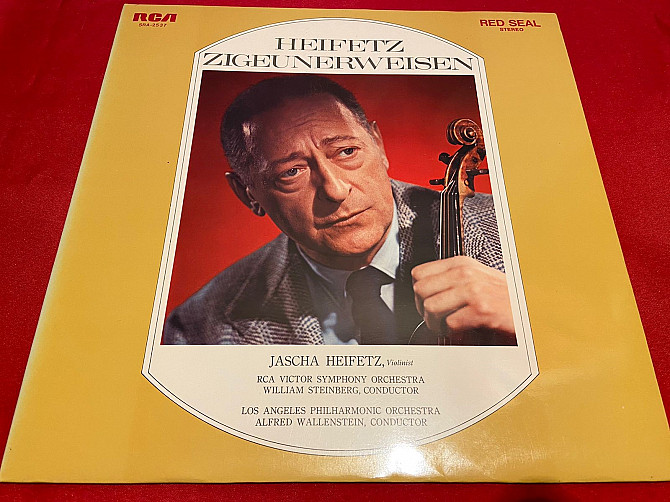 RCA
SRA-2537
RED SEAL
STEREO
HEIFETZ
ZIGEUNERWEISEN
JASCHA HEIFETZ, Violinist
RCA VICTOR SYMPHONY ORCHESTRA
WILLIAM STEINBERG, CONDUCTOR
LOS ANGELES PHILHARMONIC ORCHESTRA
ALFRED WALLENSTEIN, CONDUCTOR